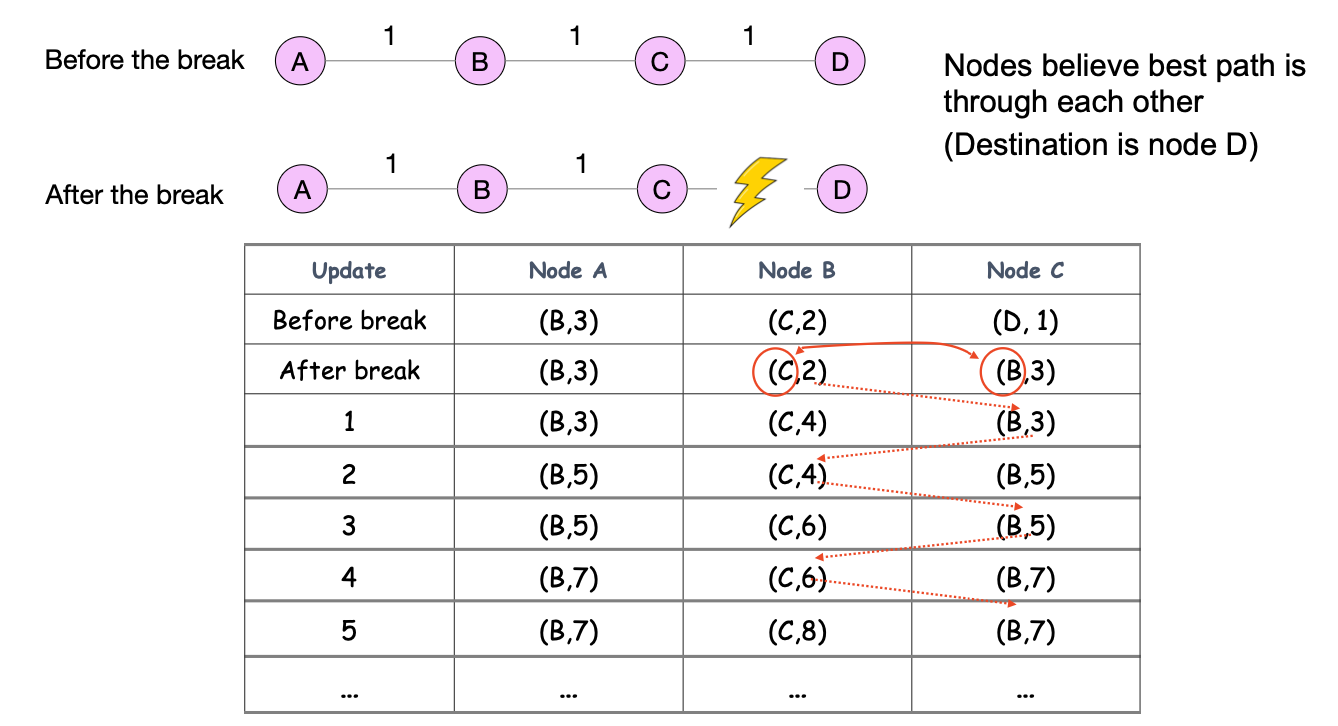 1 1 1
Before the break A B C D
Nodes believe best path is
through each other
(Destination is node D)
1 1
After the break A B C D
Update Node A Node B Node C
Before break (B,3) (C,2) (D, 1)
After break (B,3) (C,2) (B,3)
1 (B,3) (C,4) (B,3)
2 (B,5) (C,4) (B,5)
3 (B,5) (C,6) (B,5)
4 (B,7) (C,6) (B,7)
5 (B,7) (C,8) (B,7)
... ... ... ...